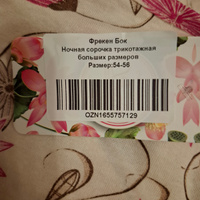 Фрекен Бок
Ночная сорочка трикотажная
больших размеров
Размер:54-56
OZN1655757129